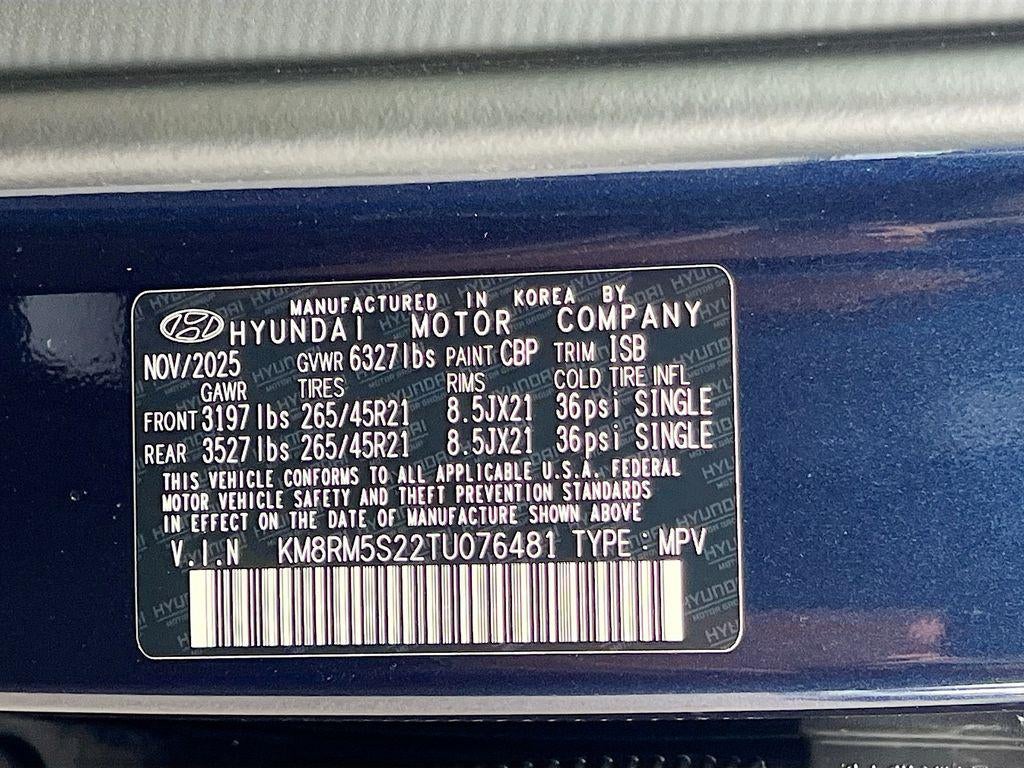 MANUFACTURED IN KOREA BY
HYUNDAI MOTOR COMPANY
NOV/2025 GVWR 6327lbs PAINT CBP TRIM ISB
GAWR TIRES RIMS COLD TIRE INFL
FRONT 3197lbs 265/45R21 8.5JX21 36psi SINGLE
REAR 3527lbs 265/45R21 8.5JX21 36psi SINGLE
THIS VEHICLE CONFORMS TO ALL APPLICABLE U.S.A. FEDERAL
MOTOR VEHICLE SAFETY AND THEFT PREVENTION STANDARDS
IN EFFECT ON THE DATE OF MANUFACTURE SHOWN ABOVE
V.I.N KM8RM5S22TU076481 TYPE : MPV